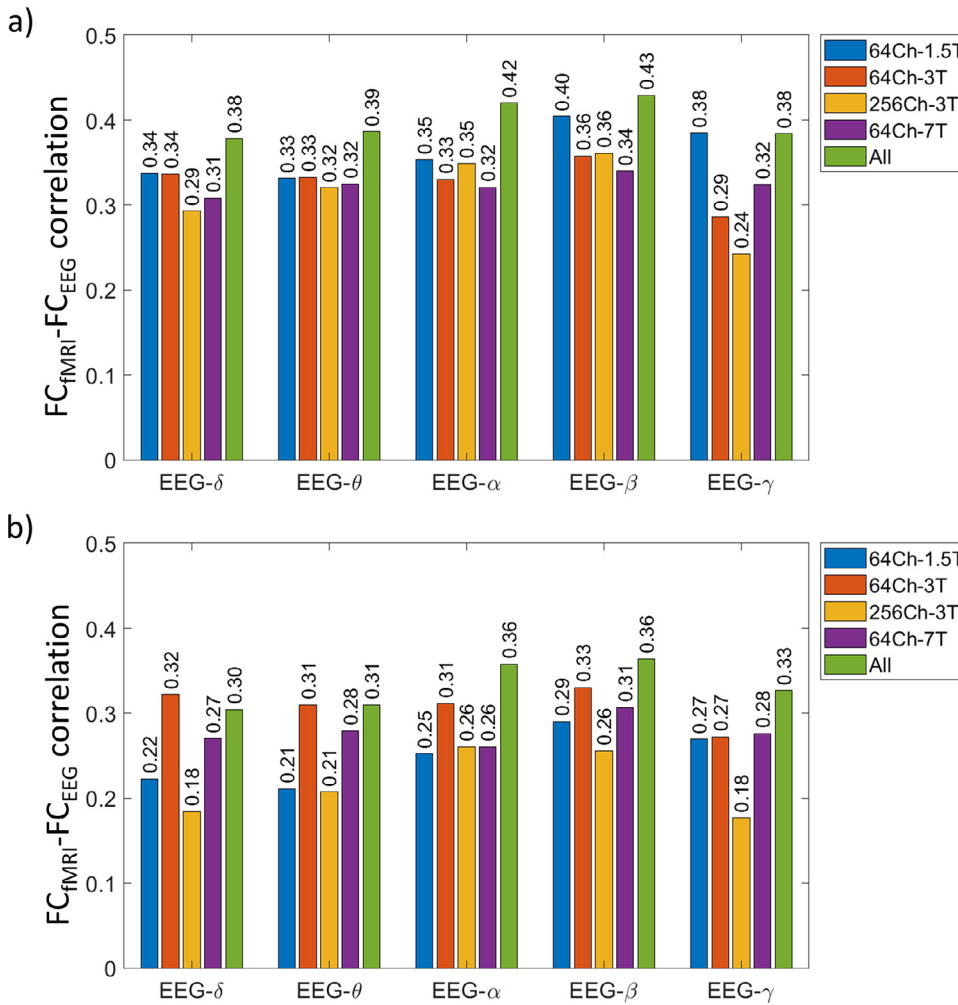 a)
0.5
0.4
0.3
0.2
0.1
0
FCfMRI-FCEEG correlation
0.34
0.34
0.29
0.31
0.38
0.33
0.33
0.32
0.32
0.39
0.35
0.33
0.35
0.32
0.42
0.40
0.36
0.36
0.34
0.43
0.38
0.29
0.24
0.32
0.38
EEG-δ
EEG-θ
EEG-α
EEG-β
EEG-γ
64Ch-1.5T
64Ch-3T
256Ch-3T
64Ch-7T
All
b)
0.5
0.4
0.3
0.2
0.1
0
FCfMRI-FCEEG correlation
0.22
0.32
0.18
0.27
0.30
0.21
0.31
0.21
0.28
0.31
0.25
0.31
0.26
0.26
0.36
0.29
0.33
0.26
0.31
0.36
0.27
0.27
0.18
0.28
0.33
EEG-δ
EEG-θ
EEG-α
EEG-β
EEG-γ
64Ch-1.5T
64Ch-3T
256Ch-3T
64Ch-7T
All